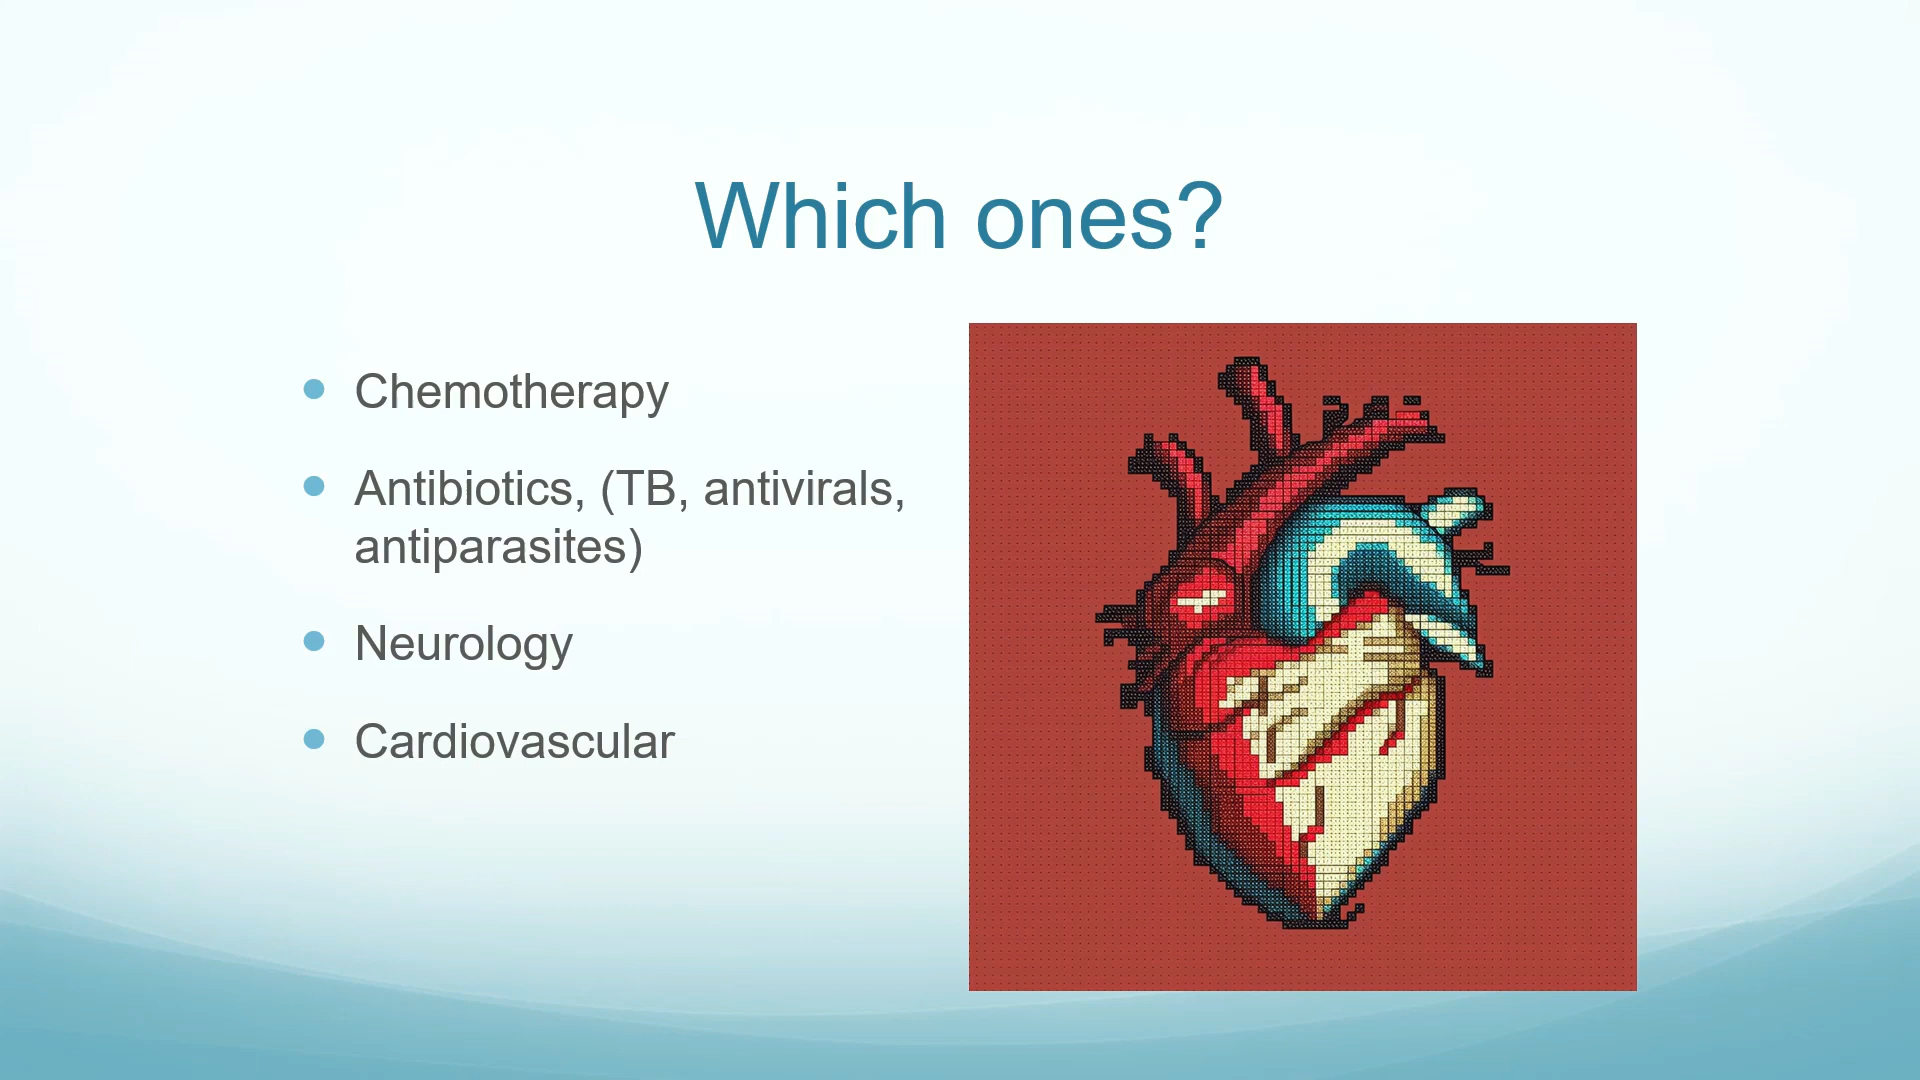 Which ones?
Chemotherapy
Antibiotics, (TB, antivirals,
antiparasites)
Neurology
Cardiovascular